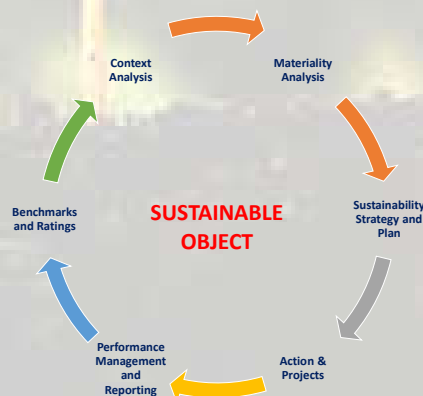 Context
Analysis
Materiality
Analysis
Sustainability
Strategy and
Plan
Action &
Projects
Performance
Management
and
Reporting
Benchmarks
and Ratings
SUSTAINABLE
OBJECT